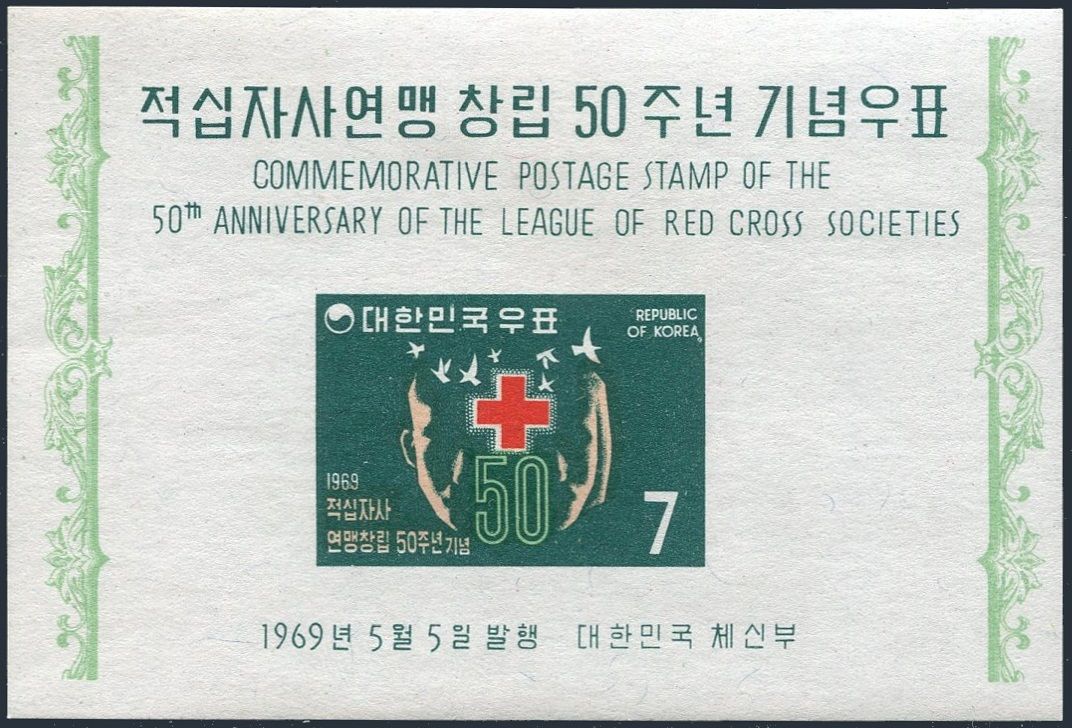 적십자사연맹 창립 50주년 기념우표
COMMEMORATIVE POSTAGE STAMP OF THE
50th ANNIVERSARY OF THE LEAGUE OF RED CROSS SOCIETIES
대한민국우표
REPUBLIC
OF KOREA
50
1969
적십자사
연맹창립 50주년기념
7
1969년 5월 5일 발행 대한민국 체신부